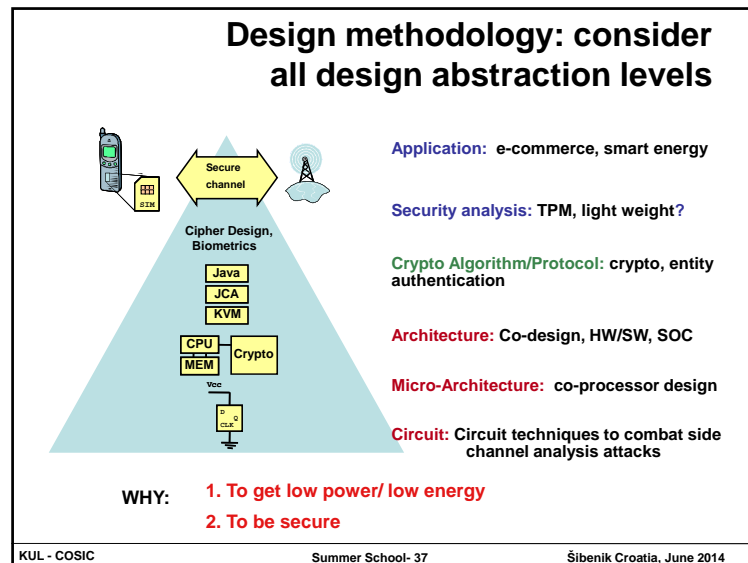 Design methodology: consider
all design abstraction levels
Secure
channel
SIM
Cipher Design,
Biometrics
Java
JCA
KVM
CPU
MEM
Crypto
Vcc
D
Q
CLK
Application: e-commerce, smart energy
Security analysis: TPM, light weight?
Crypto Algorithm/Protocol: crypto, entity
authentication
Architecture: Co-design, HW/SW, SOC
Micro-Architecture: co-processor design
Circuit: Circuit techniques to combat side
channel analysis attacks
WHY:
1. To get low power/ low energy
2. To be secure
KUL - COSIC
Summer School- 37
Šibenik Croatia, June 2014